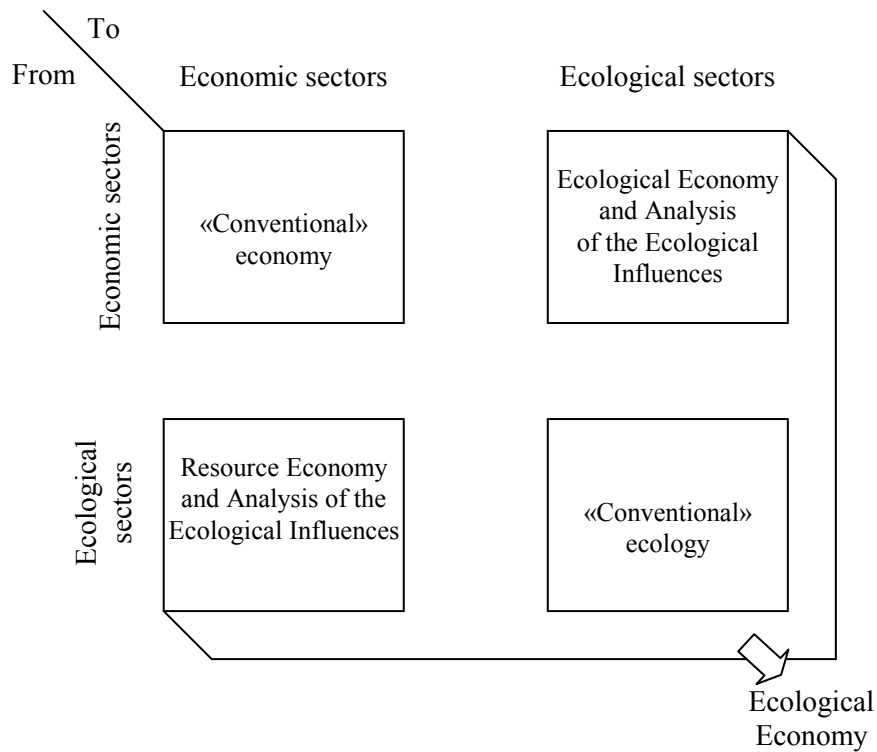 To
From
Economic sectors
Ecological sectors
Economic sectors
«Conventional»
economy
Ecological Economy
and Analysis
of the Ecological
Influences
Ecological
sectors
Resource Economy
and Analysis of the
Ecological Influences
«Conventional»
ecology
Ecological
Economy